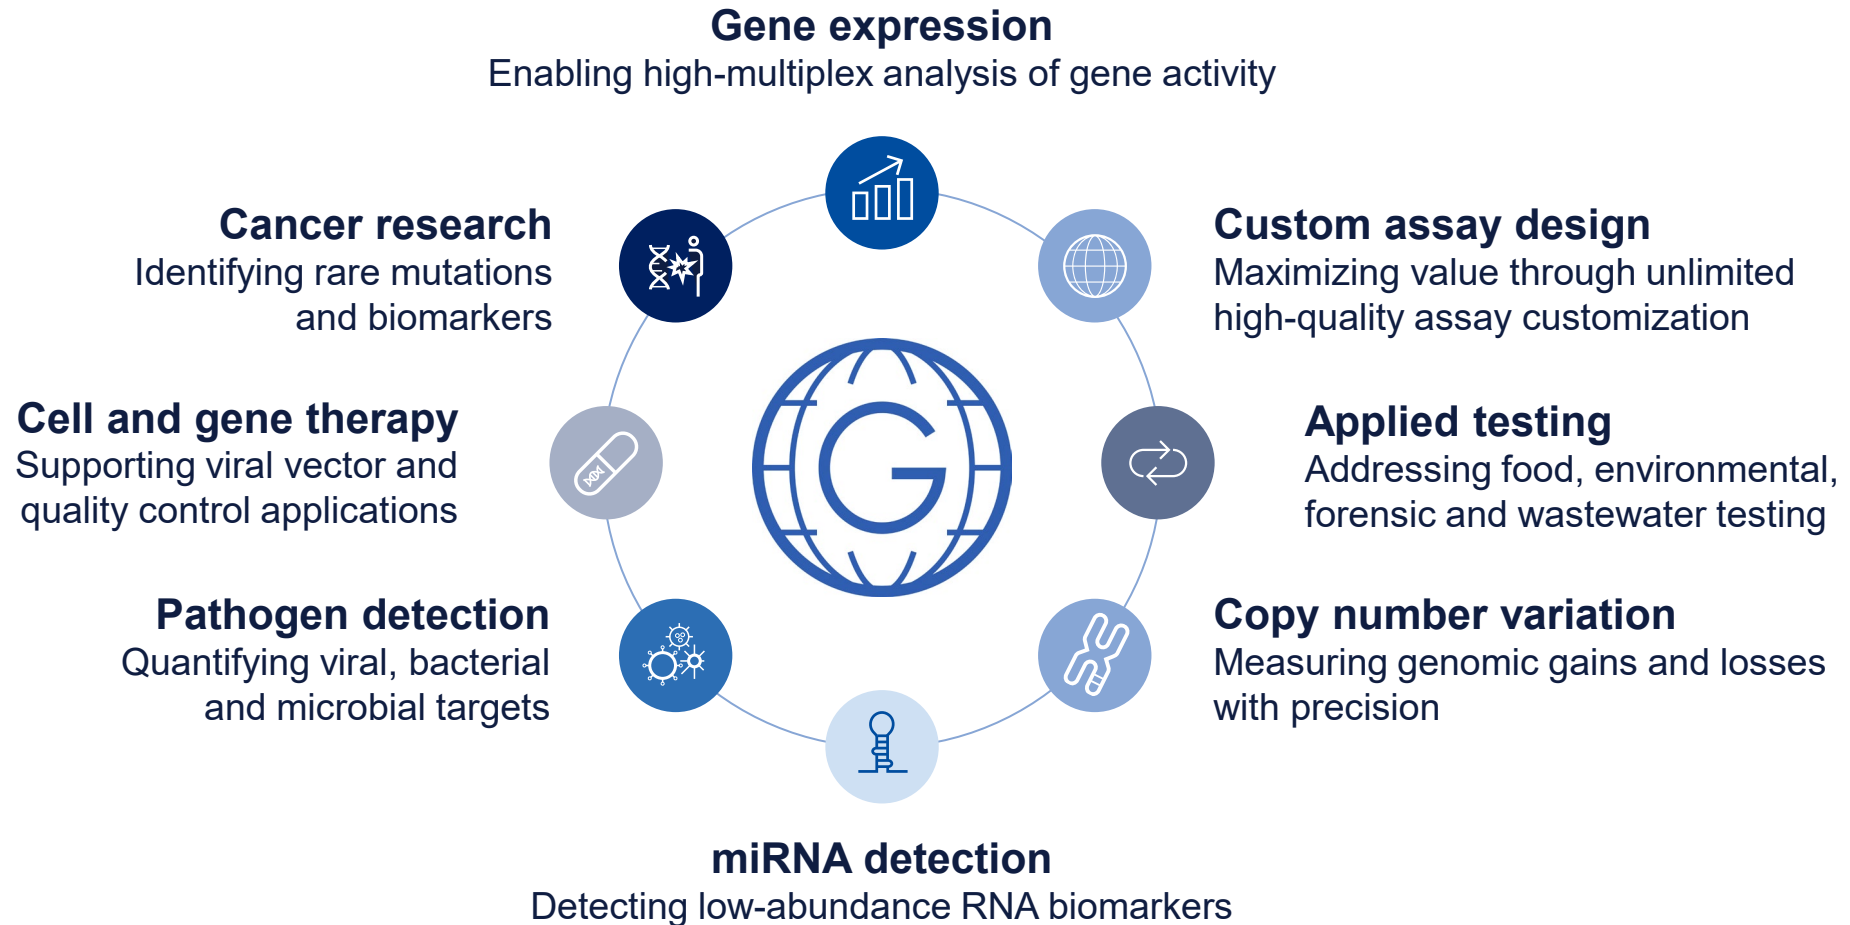 Gene expression
Enabling high-multiplex analysis of gene activity
Cancer research
Identifying rare mutations
and biomarkers
Custom assay design
Maximizing value through unlimited
high-quality assay customization
Cell and gene therapy
Supporting viral vector and
quality control applications
G
Applied testing
Addressing food, environmental,
forensic and wastewater testing
Pathogen detection
Quantifying viral, bacterial
and microbial targets
Copy number variation
Measuring genomic gains and losses
with precision
miRNA detection
Detecting low-abundance RNA biomarkers